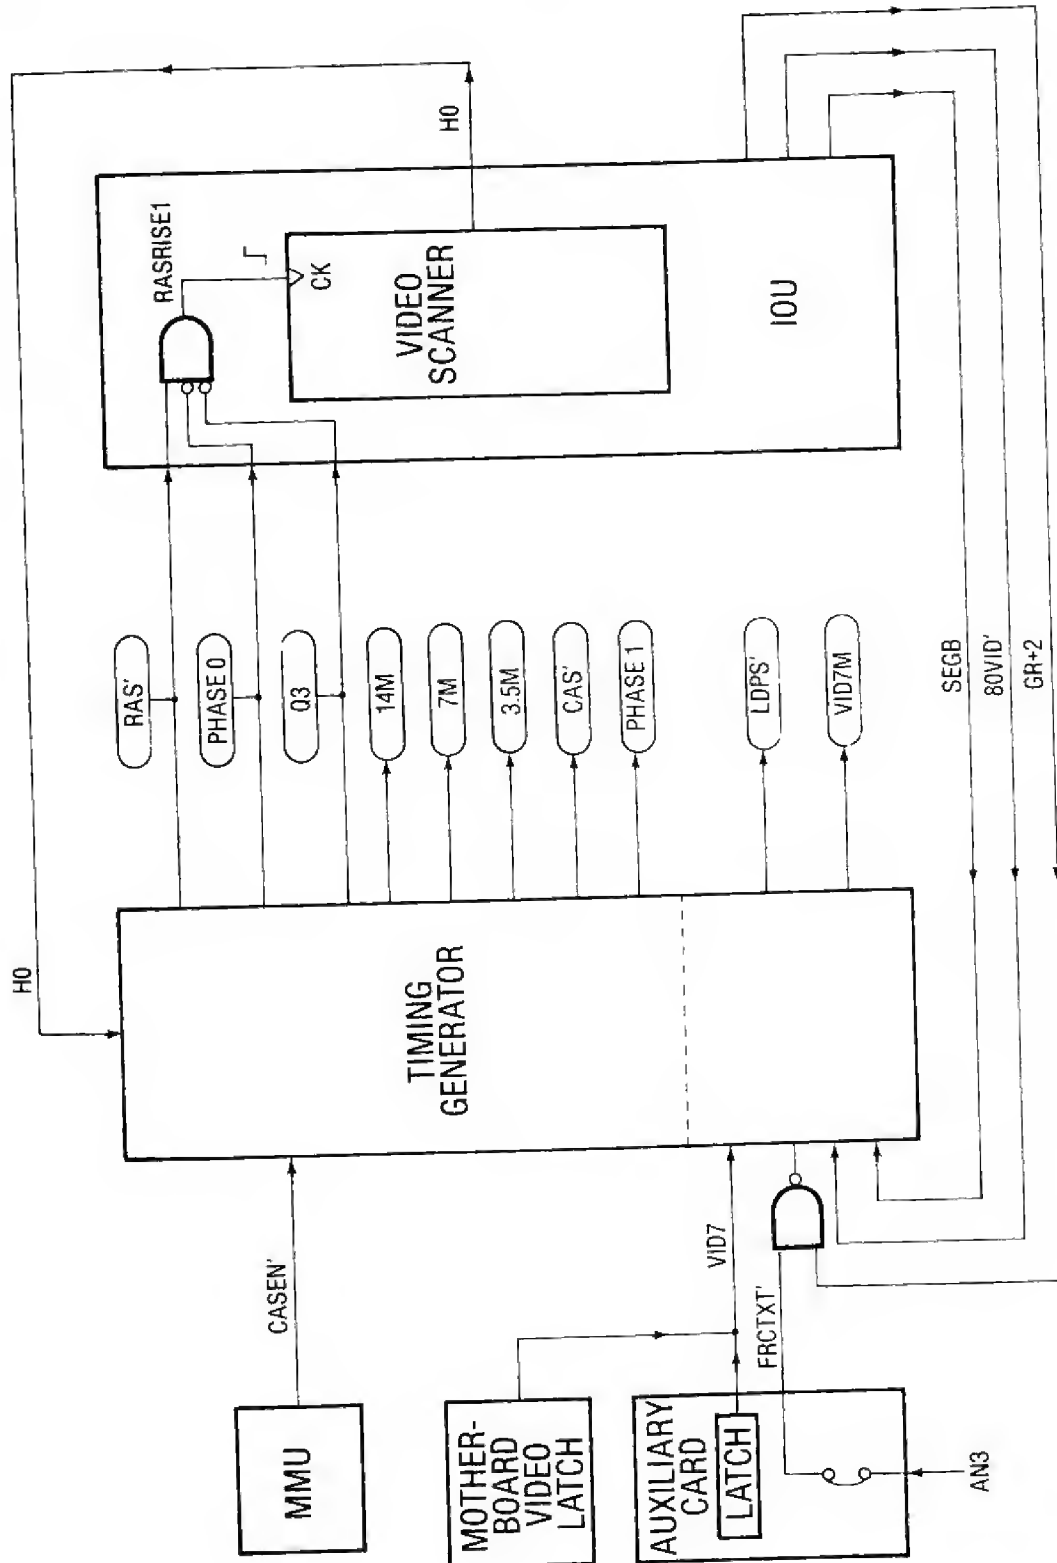 H0
H0
RASRISE1
CK
VIDEO
SCANNER
IOU
RAS'
PHASE 0
Q3
14M
7M
3.5M
CAS'
PHASE 1
LDPS'
VID7M
SEGB
80VID'
GR+2
TIMING
GENERATOR
CASEN'
VID7
FRCTXT'
MMU
MOTHER-
BOARD
VIDEO
LATCH
AUXILIARY
CARD
LATCH
AN3